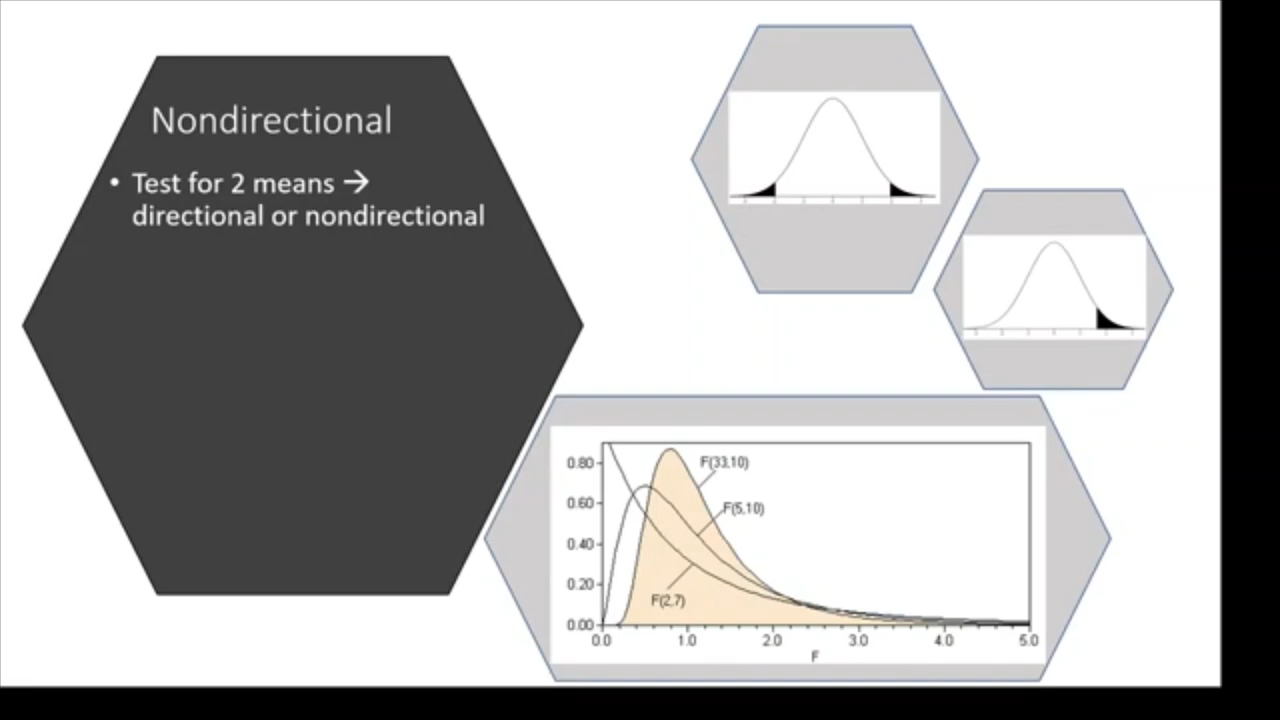 Nondirectional
• Test for 2 means →
directional or nondirectional
0.80
0.60
0.40
0.20
0.00
F(33,10)
F(5,10)
F(2,7)
0.0 1.0 2.0 3.0 4.0 5.0
F